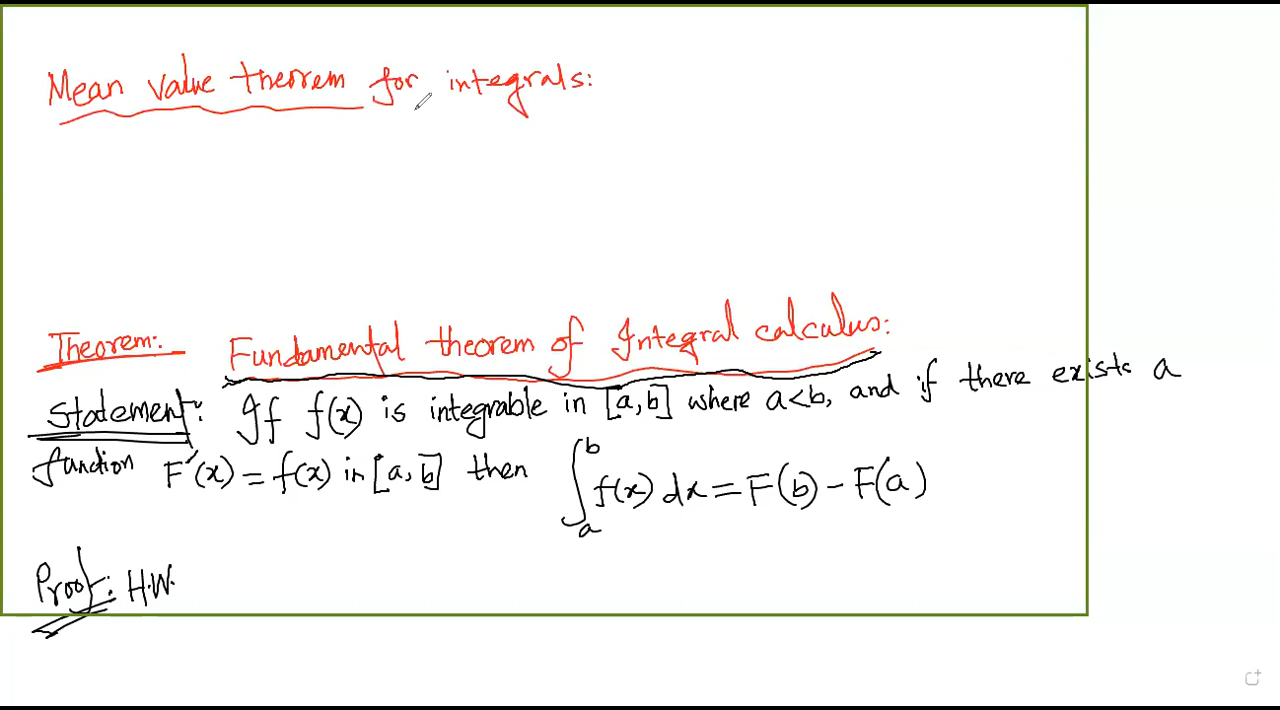 Mean value theorem for integrals:
Theorem: Fundamental theorem of Integral calculus:
Statement: If f(x) is integrable in [a, b] where a<b, and if there exists a
function F'(x) = f(x) in [a, b] then ∫_a^b f(x) dx = F(b) - F(a)
Proof: H.W.